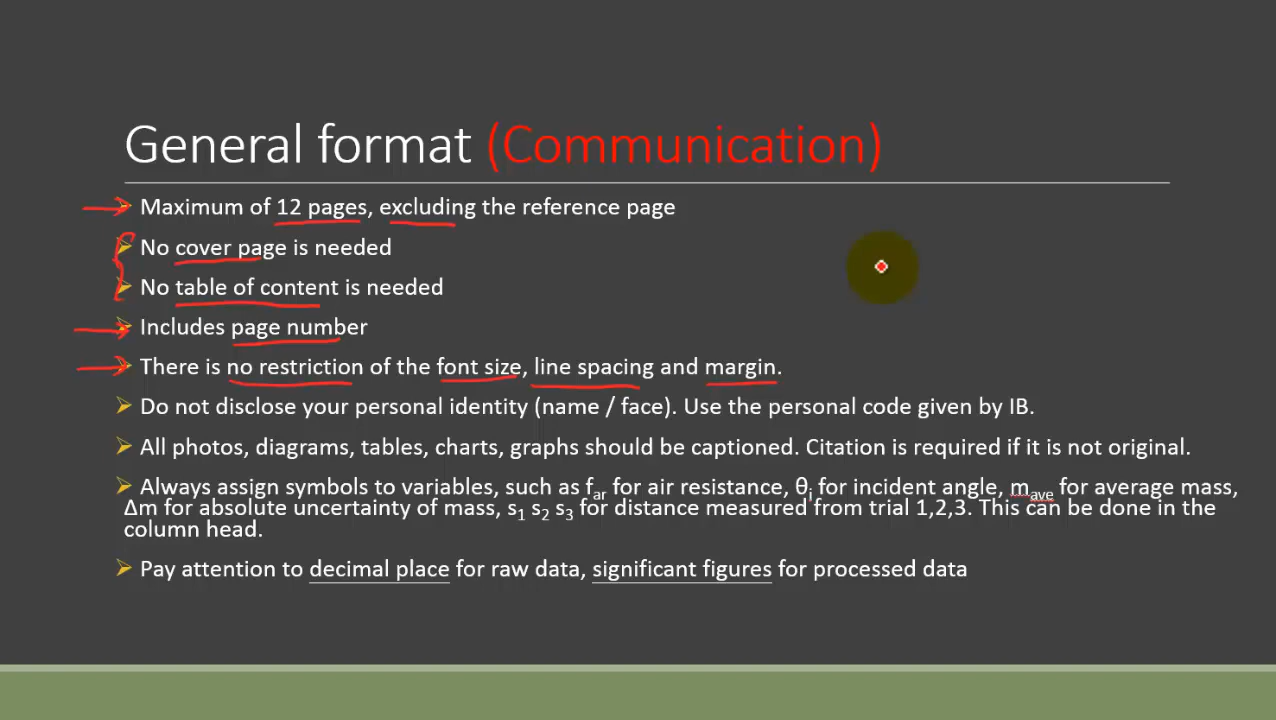 General format (Communication)
Maximum of 12 pages, excluding the reference page
No cover page is needed
No table of content is needed
Includes page number
There is no restriction of the font size, line spacing and margin.
Do not disclose your personal identity (name / face). Use the personal code given by IB.
All photos, diagrams, tables, charts, graphs should be captioned. Citation is required if it is not original.
Always assign symbols to variables, such as f_ar for air resistance, θ_i for incident angle, m_ave for average mass,
Δm for absolute uncertainty of mass, s₁ s₂ s₃ for distance measured from trial 1,2,3. This can be done in the
column head.
Pay attention to decimal place for raw data, significant figures for processed data